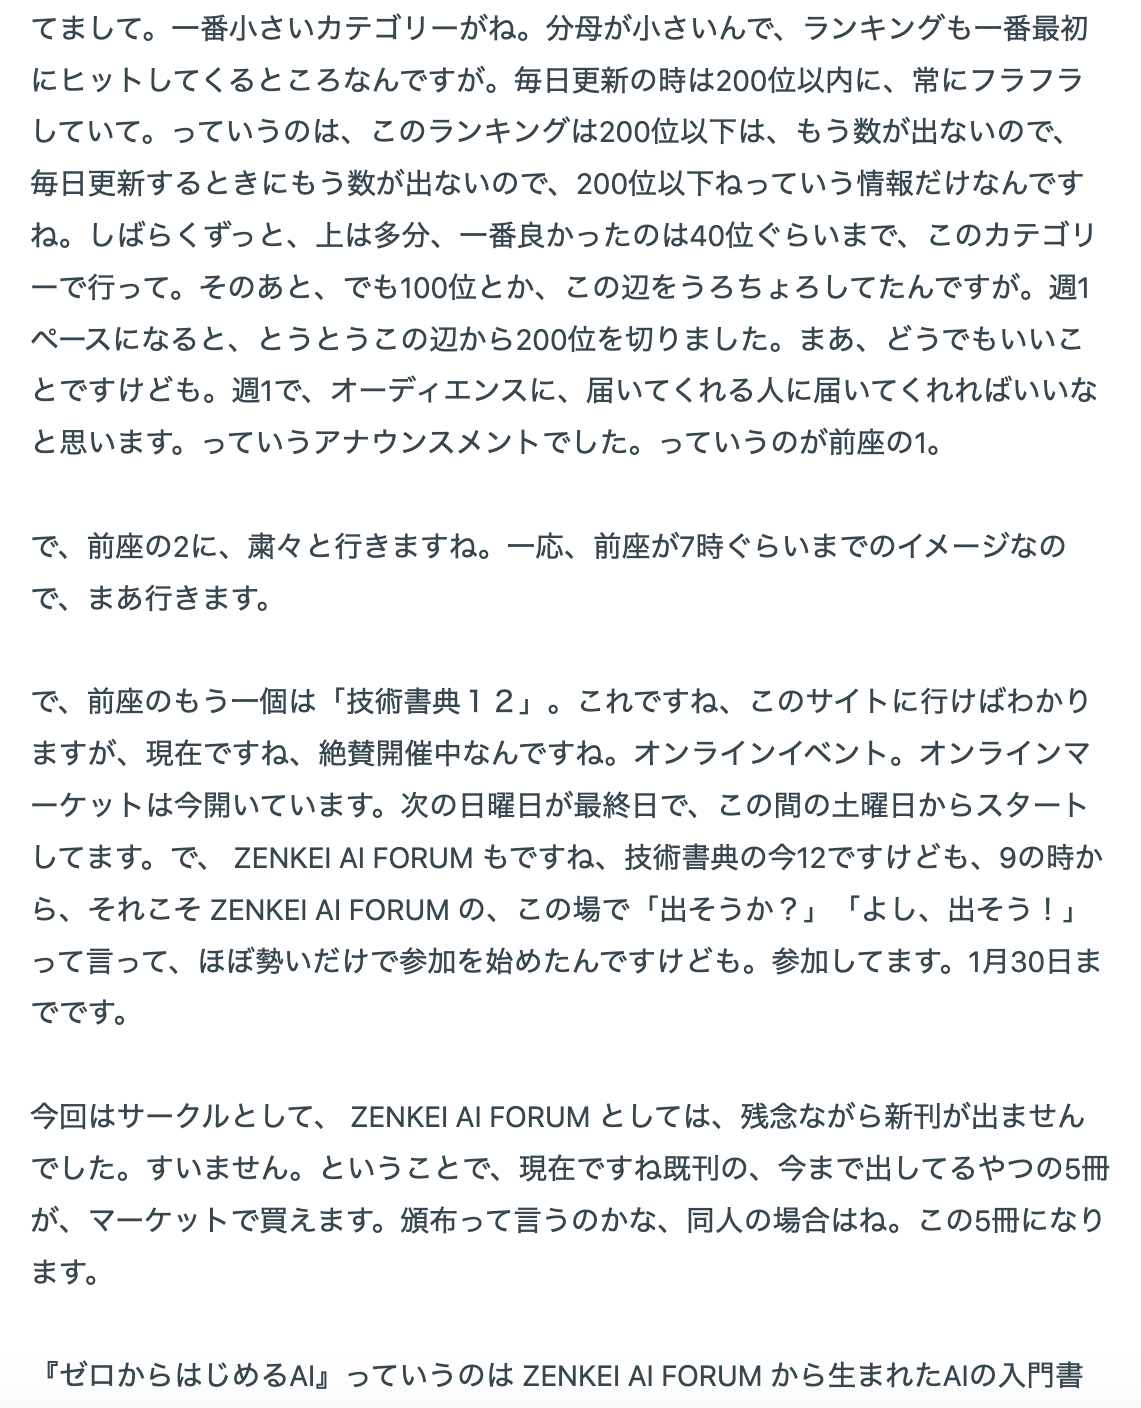 てまして。一番小さいカテゴリーがね。分母が小さいんで、ランキングも一番最初
にヒットしてくるところなんですが。毎日更新の時は200位以内に、常にフラフラ
していて。っていうのは、このランキングは200位以下は、もう数が出ないので、
毎日更新するときにもう数が出ないので、200位以下ねっていう情報だけなんです
ね。しばらくずっと、上は多分、一番良かったのは40位ぐらいまで、このカテゴリ
ーで行って。そのあと、でも100位とか、この辺をうろちょろしてたんですが。週1
ペースになると、とうとうこの辺から200位を切りました。まあ、どうでもいいこ
とですけども。週1で、オーディエンスに、届いてくれる人に届いてくれればいいな
と思います。っていうアナウンスメントでした。っていうのが前座の1。
で、前座の2に、粛々と行きますね。一応、前座が7時ぐらいまでのイメージなの
で、まあ行きます。
で、前座のもう一個は「技術書典１２」。これですね、このサイトに行けばわかり
ますが、現在ですね、絶賛開催中なんですね。オンラインイベント。オンラインマ
ーケットは今開いています。次の日曜日が最終日で、この間の土曜日からスタート
してます。で、 ZENKEI AI FORUM もですね、技術書典の今12ですけども、9の時か
ら、それこそ ZENKEI AI FORUM の、この場で「出そうか？」「よし、出そう！」
って言って、ほぼ勢いだけで参加を始めたんですけども。参加してます。1月30日ま
でです。
今回はサークルとして、 ZENKEI AI FORUM としては、残念ながら新刊が出ません
でした。すいません。ということで、現在ですね既刊の、今まで出してるやつの5冊
が、マーケットで買えます。頒布って言うのかな、同人の場合はね。この5冊になり
ます。
『ゼロからはじめるAI』っていうのは ZENKEI AI FORUM から生まれたAIの入門書